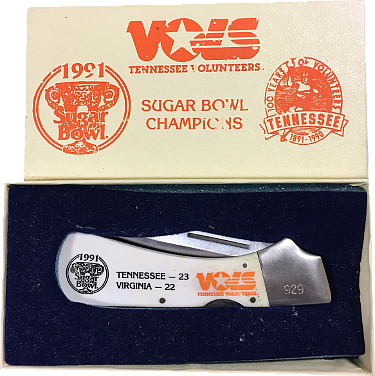 VOLS
TENNESSEE VOLUNTEERS
1991
Sugar
Bowl
SUGAR BOWL
CHAMPIONS
100 YEARS OF VOLUNTEERS
TENNESSEE
1891-1990
1991
Sugar
Bowl
TENNESSEE – 23
VIRGINIA – 22
VOLS
TENNESSEE VOLUNTEERS
929